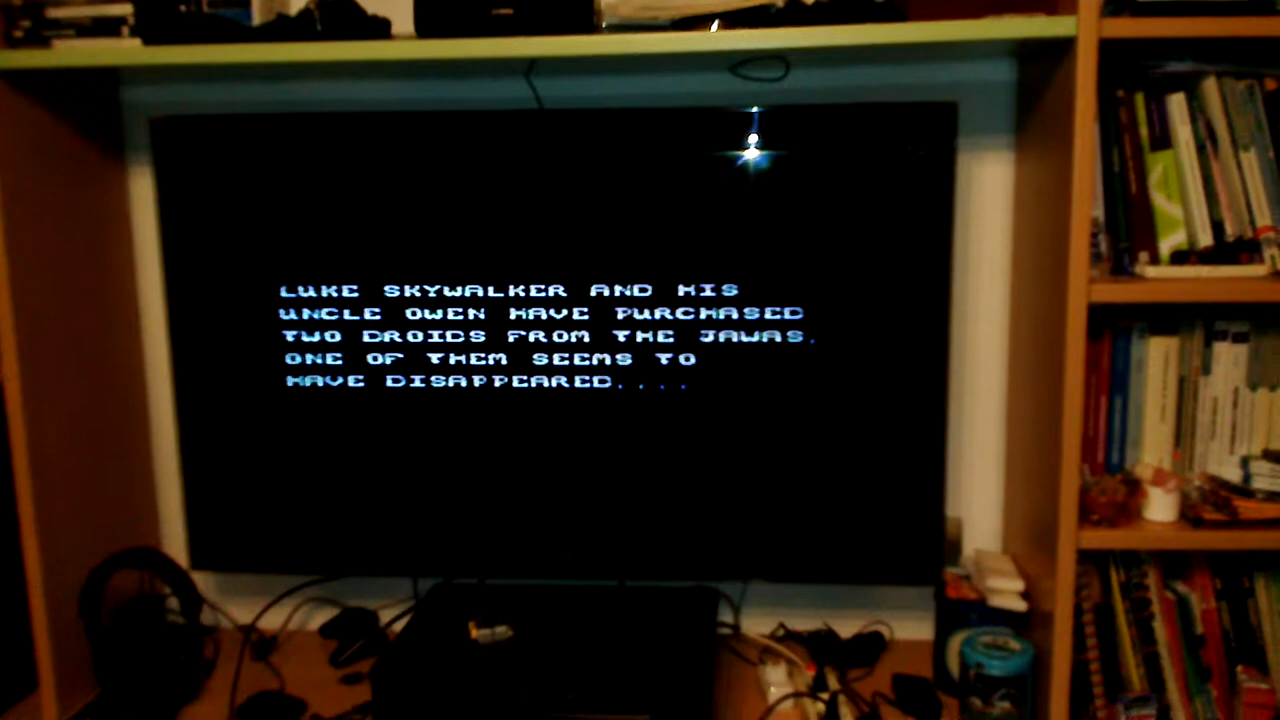 LUKE SKYWALKER AND HIS
UNCLE OWEN HAVE PURCHASED
TWO DROIDS FROM THE JAWAS.
ONE OF THEM SEEMS TO
HAVE DISAPPEARED....